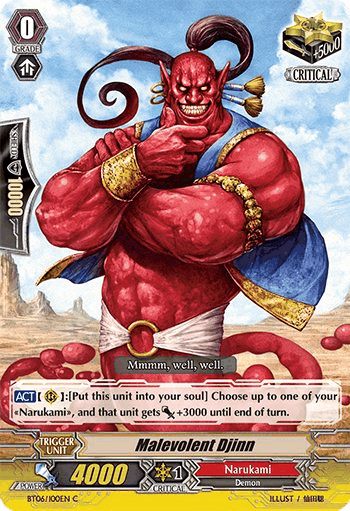 0
GRADE
+5000
CRITICAL
SHIELD 10000
Mmmm, well, well.
ACT【】:[Put this unit into your soul] Choose up to one of your
«Narukami», and that unit gets +3000 until end of turn.
TRIGGER
UNIT
Malevolent Djinn
POWER
4000
1
CRITICAL
Narukami
Demon
BT06/100EN C
ILLUST / 仙田聡